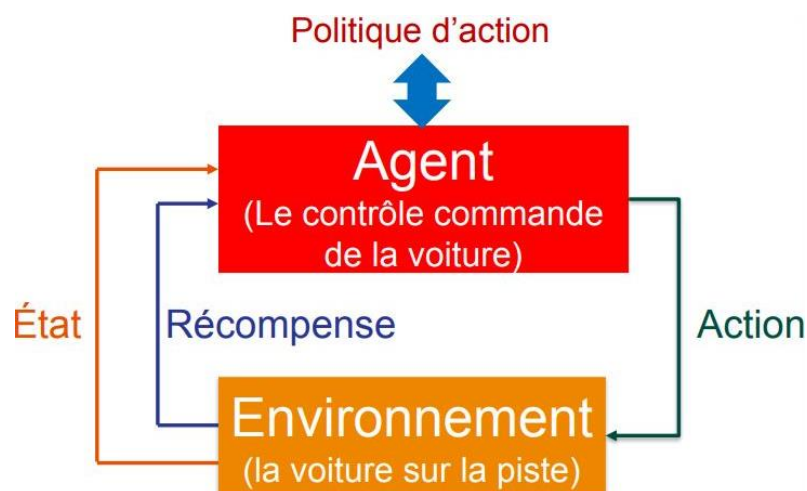 Politique d’action
Agent
(Le contrôle commande
de la voiture)
État
Récompense
Action
Environnement
(la voiture sur la piste)